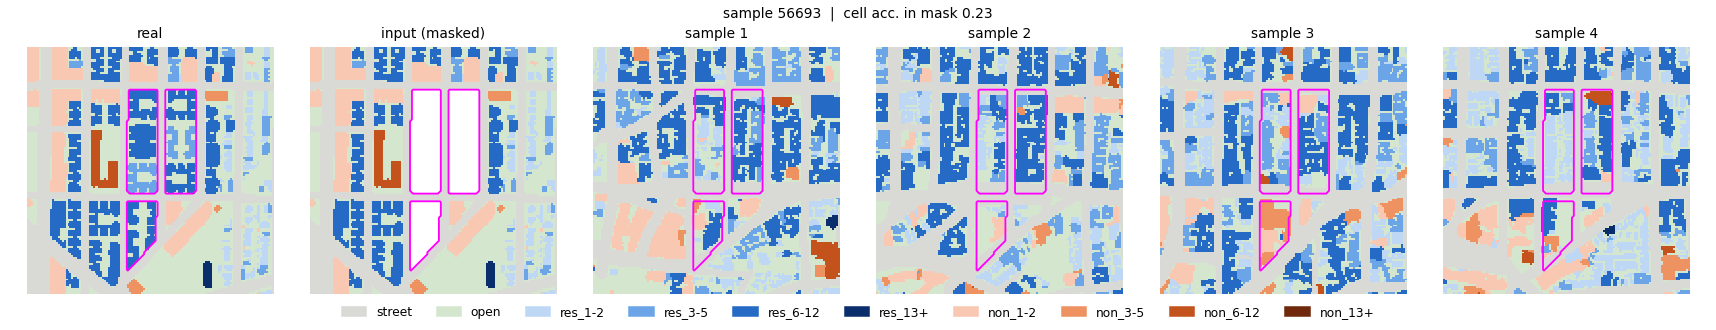 sample 56693  |  cell acc. in mask 0.23
real
input (masked)
sample 1
sample 2
sample 3
sample 4
street
open
res_1-2
res_3-5
res_6-12
res_13+
non_1-2
non_3-5
non_6-12
non_13+